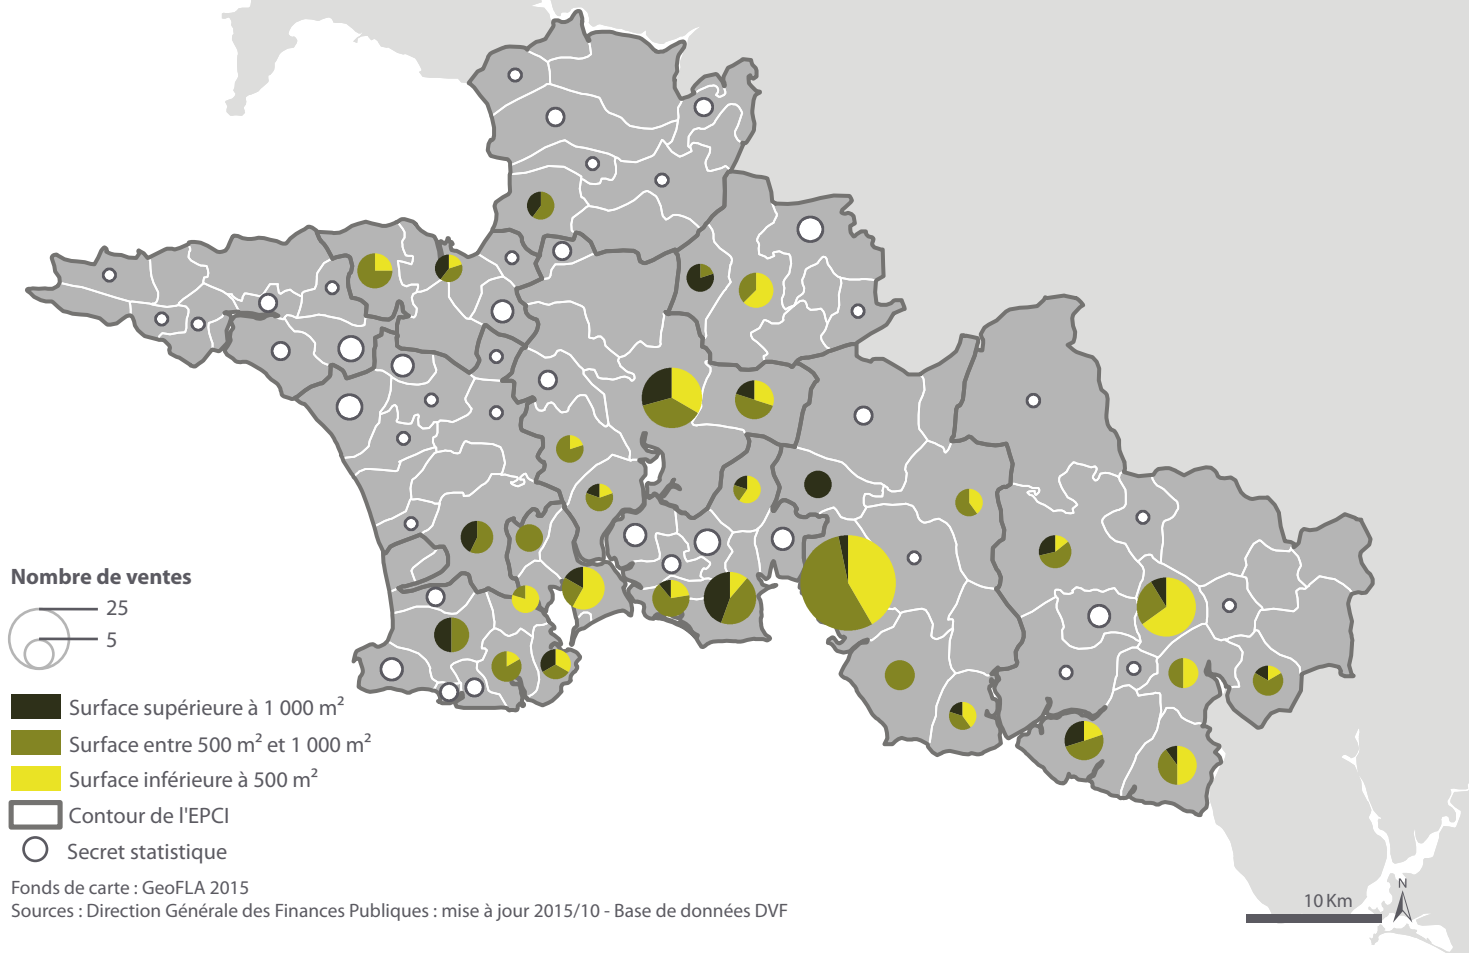 Nombre de ventes
25
5
Surface supérieure à 1 000 m²
Surface entre 500 m² et 1 000 m²
Surface inférieure à 500 m²
Contour de l'EPCI
Secret statistique
Fonds de carte : GeoFLA 2015
Sources : Direction Générale des Finances Publiques : mise à jour 2015/10 - Base de données DVF
10 Km
N